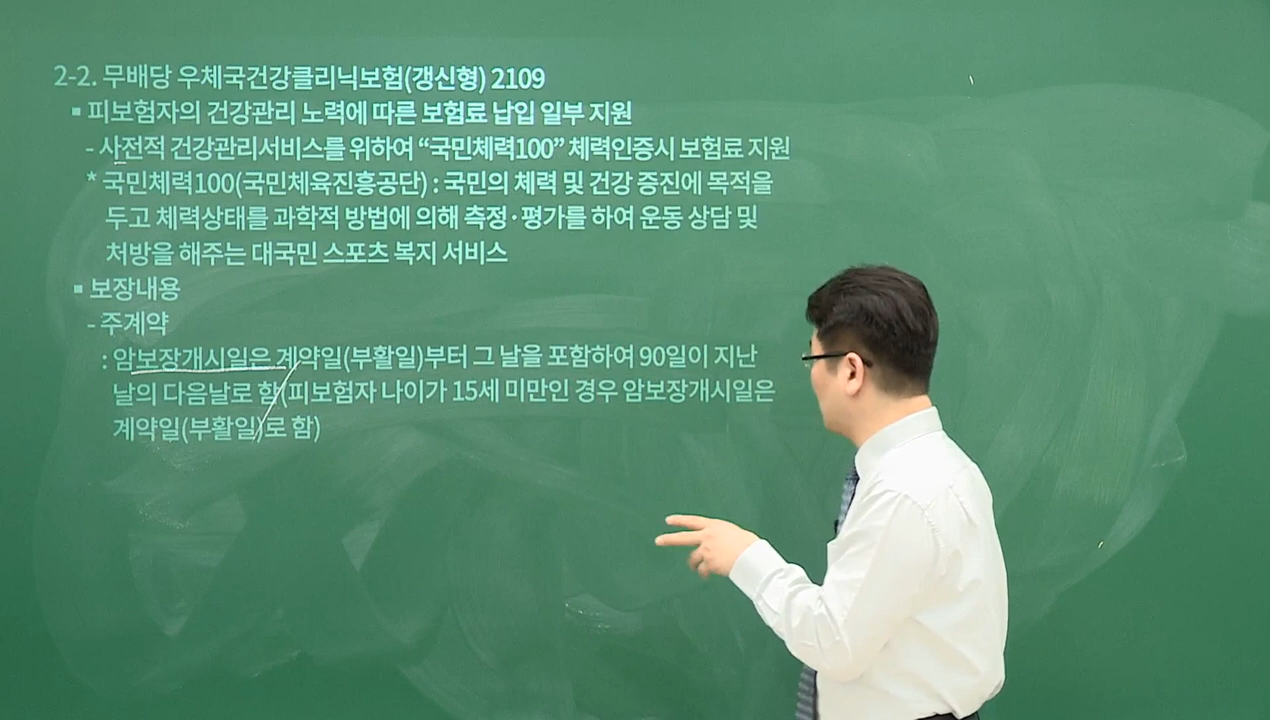 2-2. 무배당 우체국건강클리닉보험(갱신형) 2109
▪ 피보험자의 건강관리 노력에 따른 보험료 납입 일부 지원
- 사전적 건강관리서비스를 위하여 “국민체력100” 체력인증시 보험료 지원
* 국민체력100(국민체육진흥공단) : 국민의 체력 및 건강 증진에 목적을
두고 체력상태를 과학적 방법에 의해 측정·평가를 하여 운동 상담 및
처방을 해주는 대국민 스포츠 복지 서비스
▪ 보장내용
- 주계약
: 암보장개시일은 계약일(부활일)부터 그 날을 포함하여 90일이 지난
날의 다음날로 함(피보험자 나이가 15세 미만인 경우 암보장개시일은
계약일(부활일)로 함)